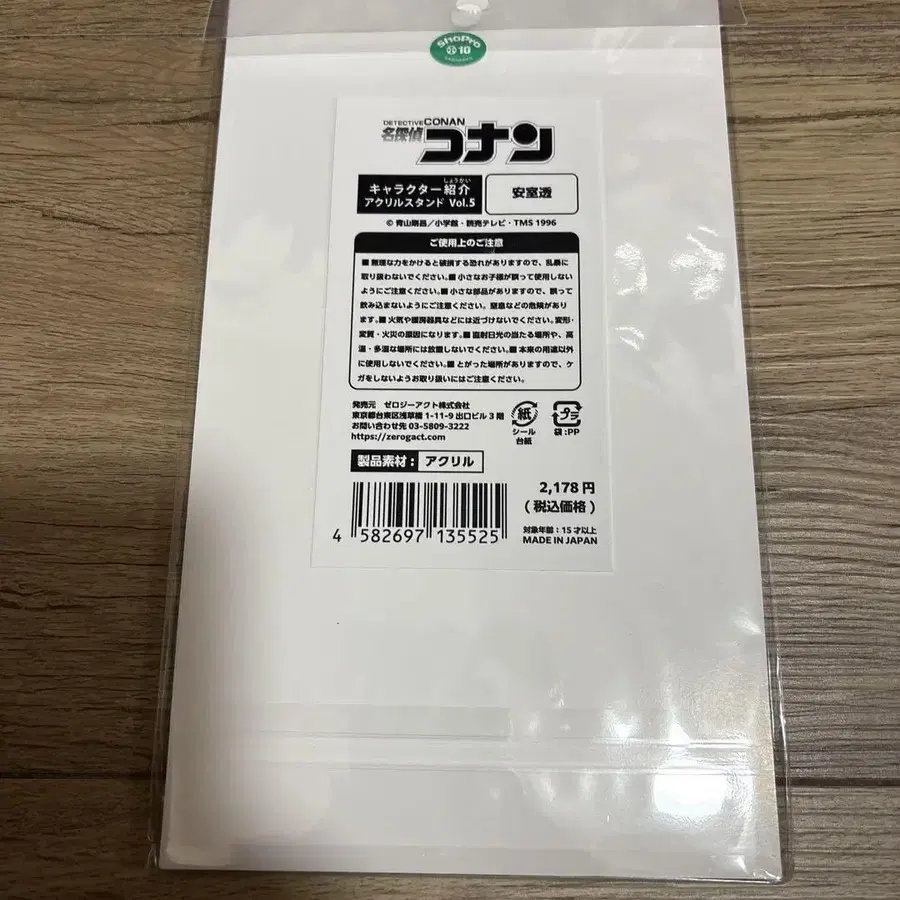 ShoPro
10
DETECTIVE CONAN
名探偵コナン
しょうかい
キャラクター紹介
アクリルスタンド Vol.5
安室透
© 青山剛昌／小学館・読売テレビ・TMS 1996
ご使用上のご注意
■ 無理な力をかけると破損する恐れがありますので、乱暴に
取り扱わないでください。■ 小さなお子様が誤って使用しない
ようにご注意ください。■ 小さな部品がありますので、誤って
飲み込まないようにご注意ください。窒息などの危険があり
ます。■ 火気や暖房器具などには近づけないでください。変形・
変質・火災の原因になります。■ 直射日光の当たる場所や、高
温・多湿な場所には放置しないでください。■ 本来の用途以外
に使用しないでください。■ とがった場所がありますので、ケ
ガをしないようお取り扱いにはご注意ください。
発売元 ゼロジーアクト株式会社
東京都台東区浅草橋 1-11-9 出口ビル 3 階
お問い合わせ先 03-5809-3222
https://zerogact.com
紙
シール
台紙
プラ
袋:PP
製品素材： アクリル
2,178 円
( 税込価格 )
4 582697 135525
対象年齢：15 才以上
MADE IN JAPAN